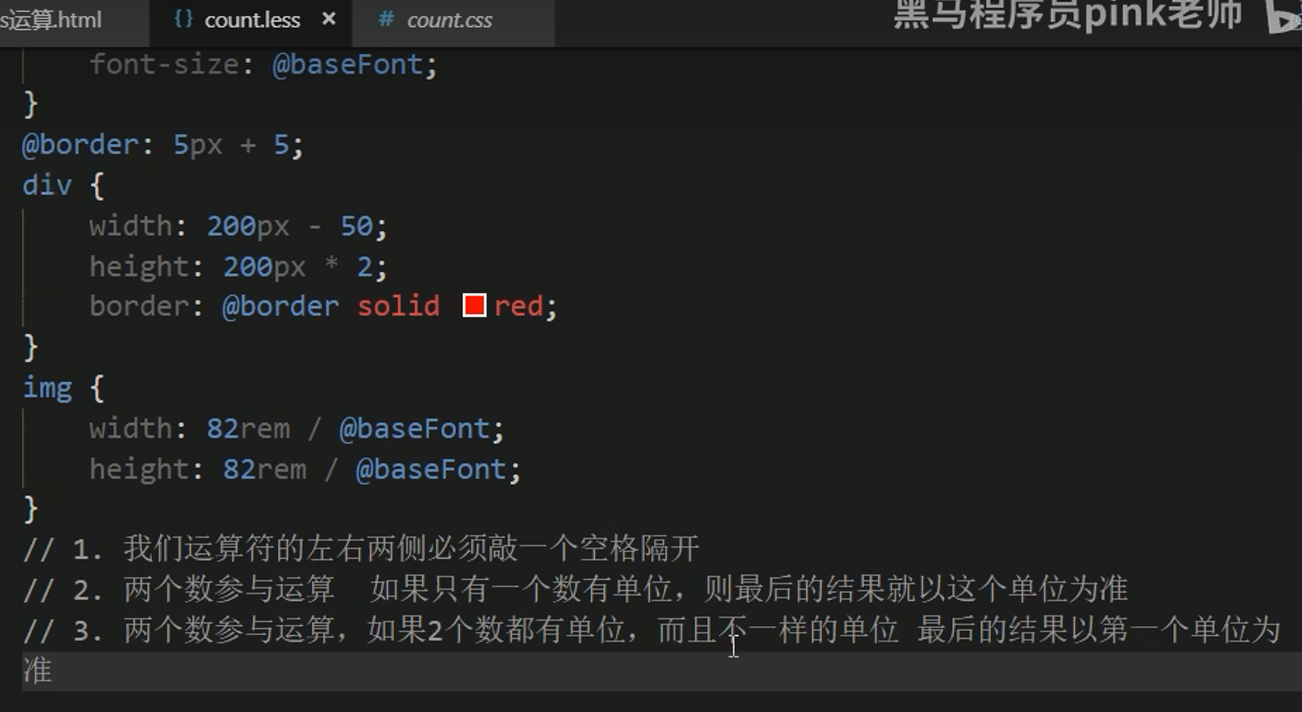 s运算.html {} count.less × # count.css 黑马程序员pink老师
font-size: @baseFont;
}
@border: 5px + 5;
div {
width: 200px - 50;
height: 200px * 2;
border: @border solid red;
}
img {
width: 82rem / @baseFont;
height: 82rem / @baseFont;
}
// 1. 我们运算符的左右两侧必须敲一个空格隔开
// 2. 两个数参与运算 如果只有一个数有单位，则最后的结果就以这个单位为准
// 3. 两个数参与运算，如果2个数都有单位，而且不一样的单位 最后的结果以第一个单位为
准